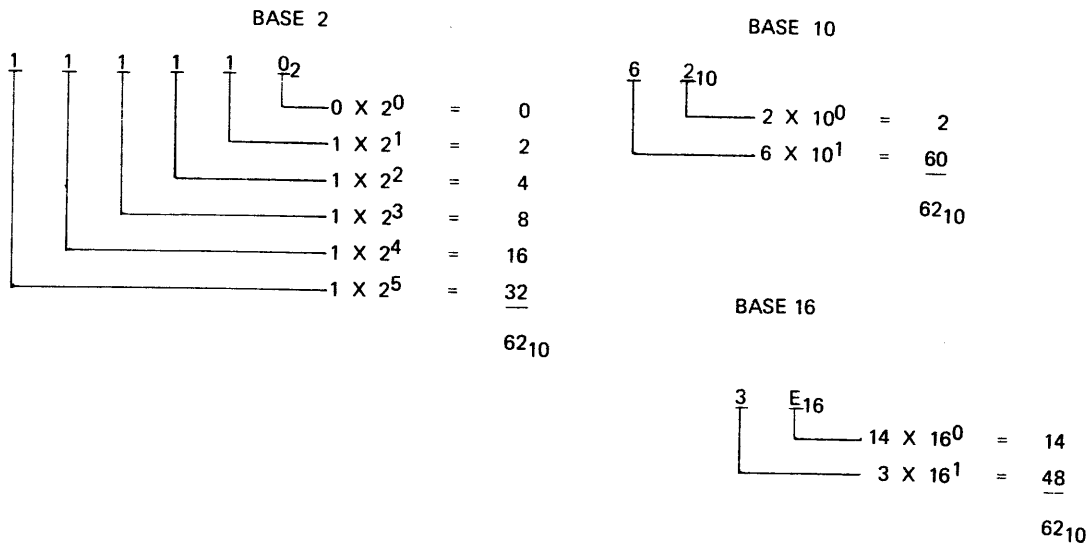 BASE 2
1 1 1 1 1 0₂
0 X 2⁰ = 0
1 X 2¹ = 2
1 X 2² = 4
1 X 2³ = 8
1 X 2⁴ = 16
1 X 2⁵ = 32
62₁₀
BASE 10
6 2₁₀
2 X 10⁰ = 2
6 X 10¹ = 60
62₁₀
BASE 16
3 E₁₆
14 X 16⁰ = 14
3 X 16¹ = 48
62₁₀